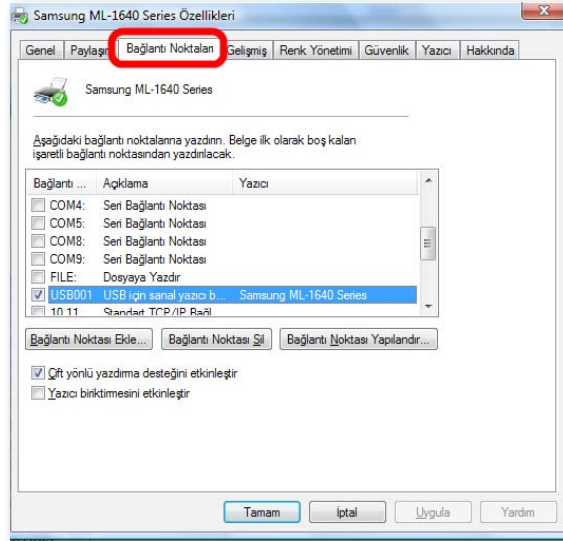 Samsung ML-1640 Series Özellikleri
Genel Paylaşım Bağlantı Noktaları Gelişmiş Renk Yönetimi Güvenlik Yazıcı Hakkında
Samsung ML-1640 Series
Aşağıdaki bağlantı noktalarına yazdırın. Belge ilk olarak boş kalan
işaretli bağlantı noktasından yazdırılacak.
Bağlantı ... Açıklama Yazıcı
COM4: Seri Bağlantı Noktası
COM5: Seri Bağlantı Noktası
COM8: Seri Bağlantı Noktası
COM9: Seri Bağlantı Noktası
FILE: Dosyaya Yazdır
USB001 USB için sanal yazıcı b... Samsung ML-1640 Series
10.11. Standart TCP/IP Bağl
Bağlantı Noktası Ekle... Bağlantı Noktası Sil Bağlantı Noktası Yapılandır...
Çift yönlü yazdırma desteğini etkinleştir
Yazıcı biriktirmesini etkinleştir
Tamam İptal Uygula Yardım